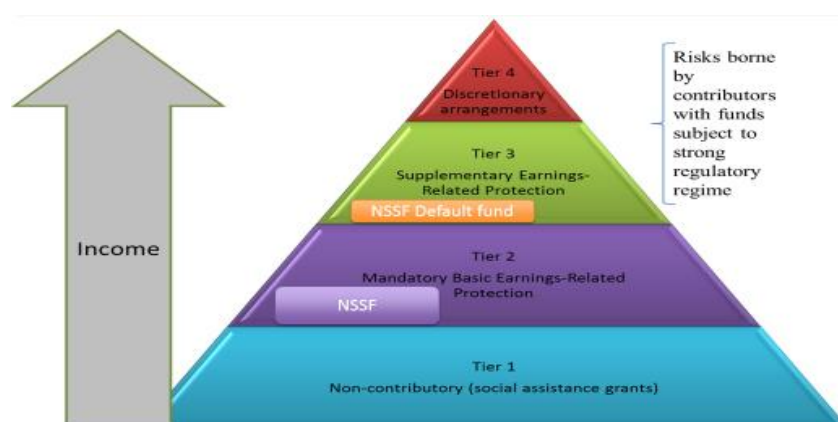 Tier 4
Discretionary
arrangements
Risks borne
by
contributors
with funds
subject to
strong
regulatory
regime
Tier 3
Supplementary Earnings-
Related Protection
NSSF Default fund
Income
Tier 2
Mandatory Basic Earnings-Related
Protection
NSSF
Tier 1
Non-contributory (social assistance grants)